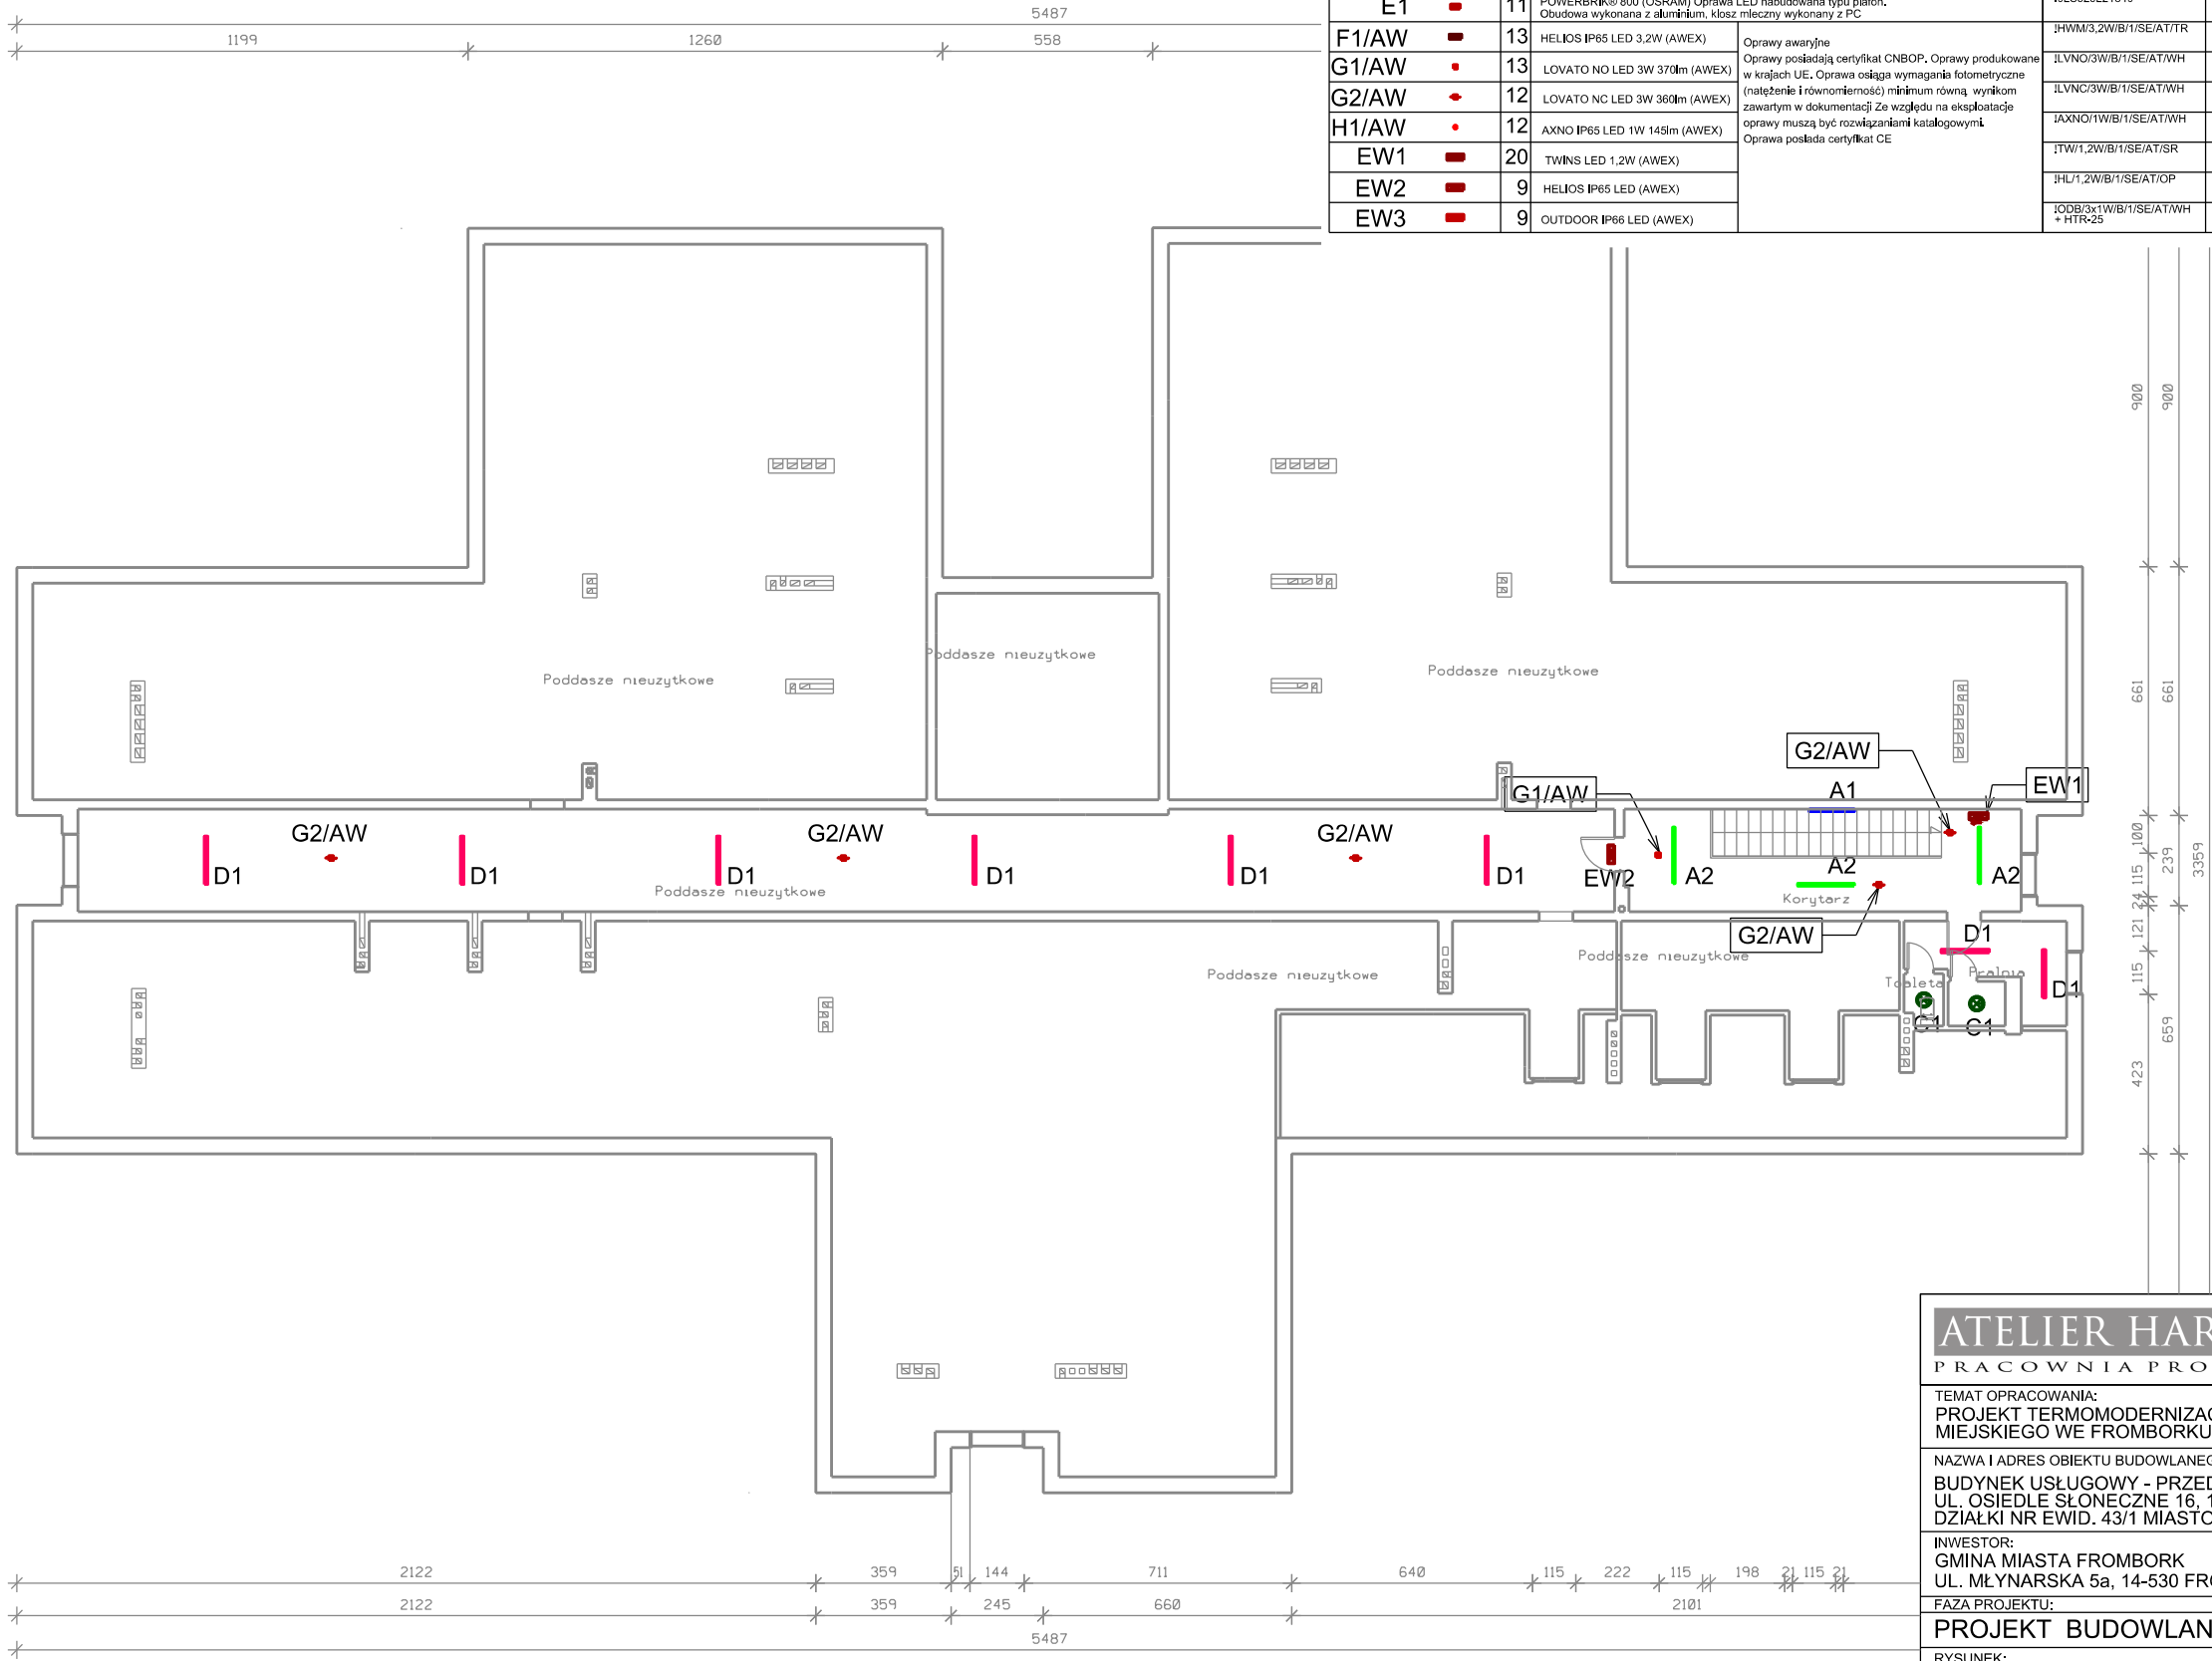 5487
1199 1260 558
E1 11 POWERBRIK® 800 (OSRAM) Oprawa LED nabudowana typu plafon.
Obudowa wykonana z aluminium, klosz mleczny wykonany z PC
F1/AW 13 HELIOS IP65 LED 3,2W (AWEX) !HWM/3,2W/B/1/SE/AT/TR
G1/AW 13 LOVATO NO LED 3W 370lm (AWEX) !LVNO/3W/B/1/SE/AT/WH
G2/AW 12 LOVATO NC LED 3W 360lm (AWEX) !LVNC/3W/B/1/SE/AT/WH
H1/AW 12 AXNO IP65 LED 1W 145lm (AWEX) !AXNO/1W/B/1/SE/AT/WH
EW1 20 TWINS LED 1,2W (AWEX) !TW/1,2W/B/1/SE/AT/SR
EW2 9 HELIOS IP65 LED (AWEX) !HL/1,2W/B/1/SE/AT/OP
EW3 9 OUTDOOR IP66 LED (AWEX) !ODB/3x1W/B/1/SE/AT/WH
+ HTR-25
Oprawy awaryjne
Oprawy posiadają certyfikat CNBOP. Oprawy produkowane
w krajach UE. Oprawa osiąga wymagania fotometryczne
(natężenie i równomierność) minimum równą wynikom
zawartym w dokumentacji Ze względu na eksploatacje
oprawy muszą być rozwiązaniami katalogowymi.
Oprawa posiada certyfikat CE
900 900
Poddasze nieuzytkowe
Poddasze nieuzytkowe
Poddasze nieuzytkowe
661 661
G2/AW
EW1
G1/AW
A1
G2/AW G2/AW G2/AW
D1 D1 D1 D1 D1 D1
EW2 A2 A2 A2
Poddasze nieuzytkowe
Korytarz
100 115 24 239 3359
G2/AW
D1
Poddasze nieuzytkowe
Poddasze nieuzytkowe
Toaleta
Pralnia
D1
C1 C1
121 115 423 659
ATELIER HAR
PRACOWNIA PRO
TEMAT OPRACOWANIA:
PROJEKT TERMOMODERNIZAC
MIEJSKIEGO WE FROMBORKU
NAZWA I ADRES OBIEKTU BUDOWLANEG
BUDYNEK USŁUGOWY - PRZED
UL. OSIEDLE SŁONECZNE 16, 1
DZIAŁKI NR EWID. 43/1 MIASTO
INWESTOR:
GMINA MIASTA FROMBORK
UL. MŁYNARSKA 5a, 14-530 FRO
FAZA PROJEKTU:
PROJEKT BUDOWLAN
RYSUNEK:
2122 359 51 144 711 640 115 222 115 198 21 115 21
2122 359 245 660 2101
5487